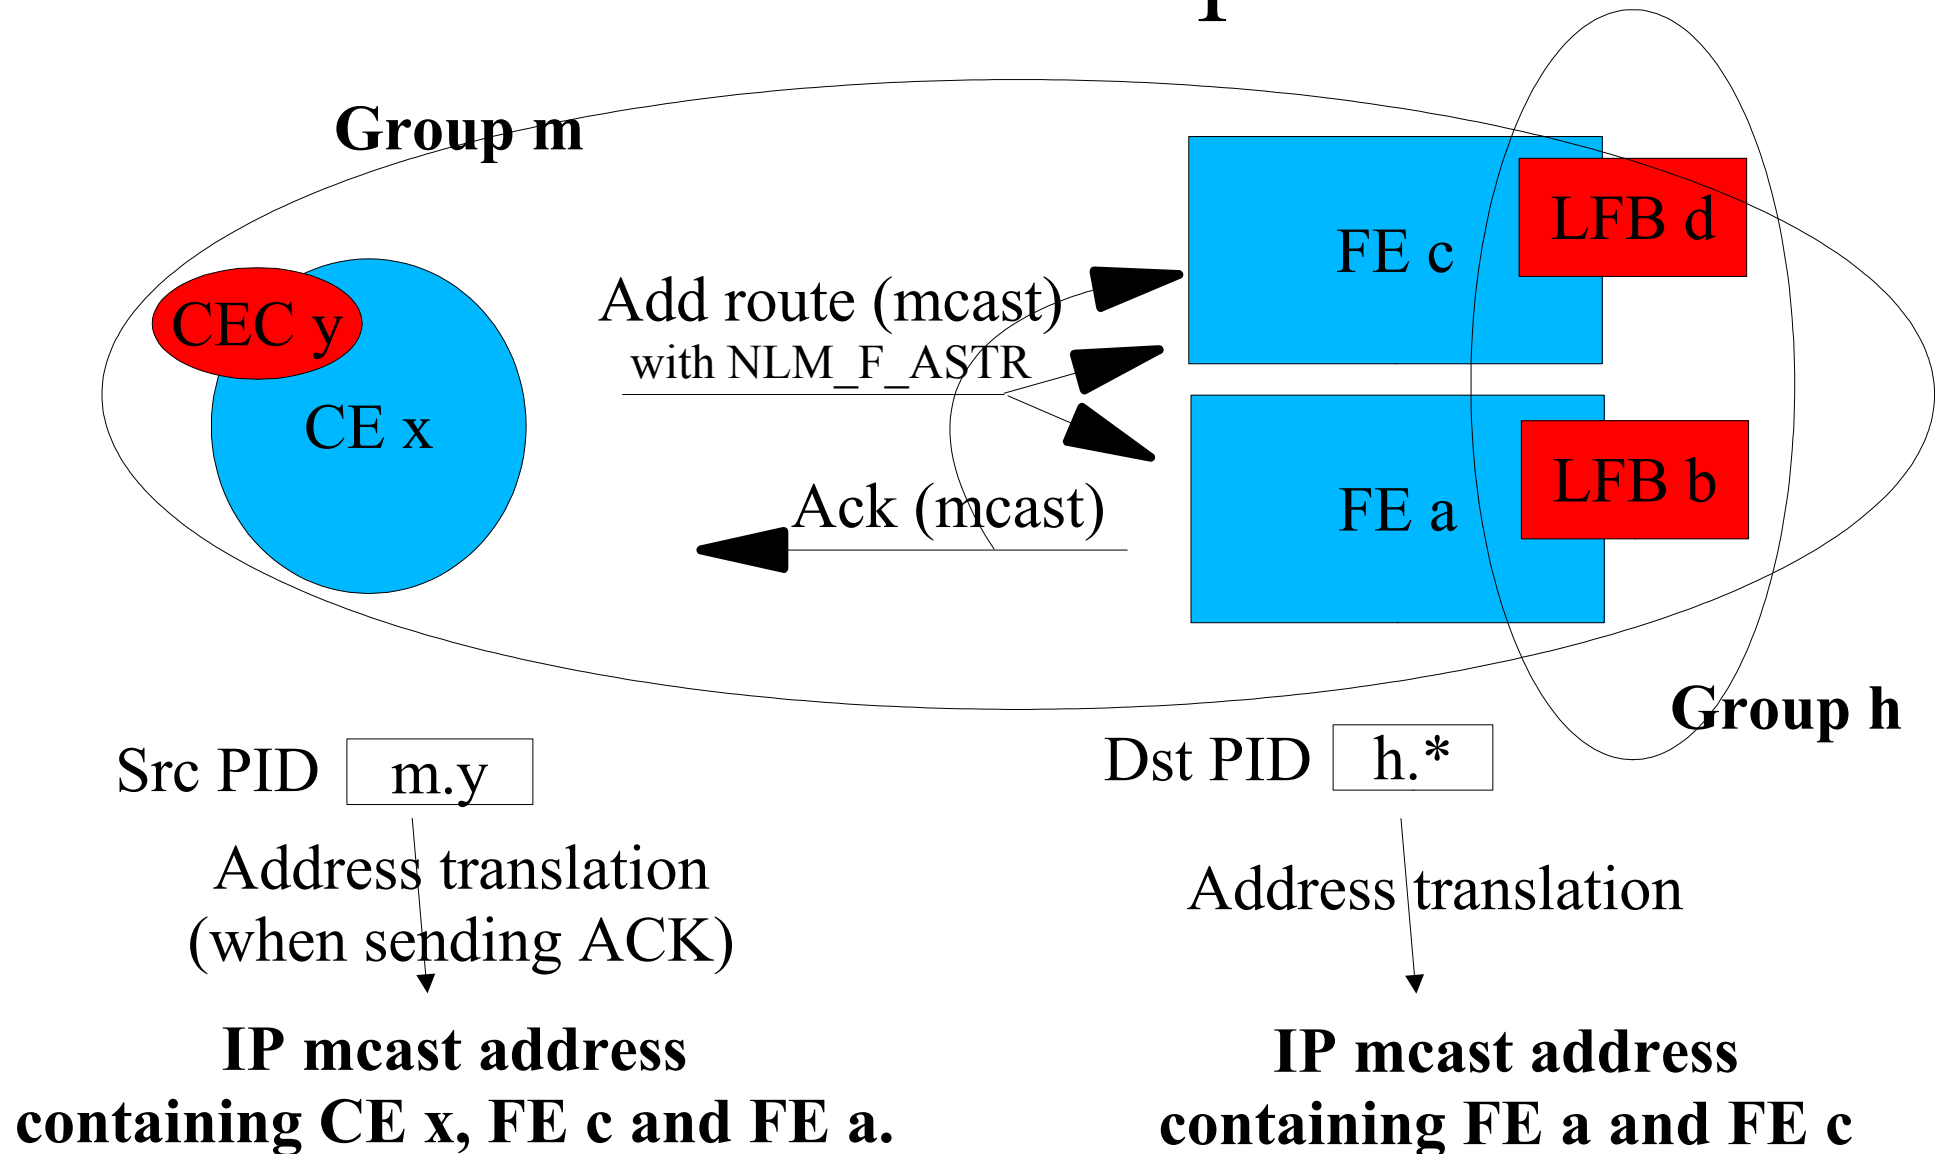 Group m
LFB d
FE c
Add route (mcast)
CEC y
with NLM_F_ASTR
CE x
LFB b
Ack (mcast)
FE a
Group h
Src PID m.y
Dst PID h.*
Address translation
(when sending ACK)
Address translation
IP mcast address
containing CE x, FE c and FE a.
IP mcast address
containing FE a and FE c